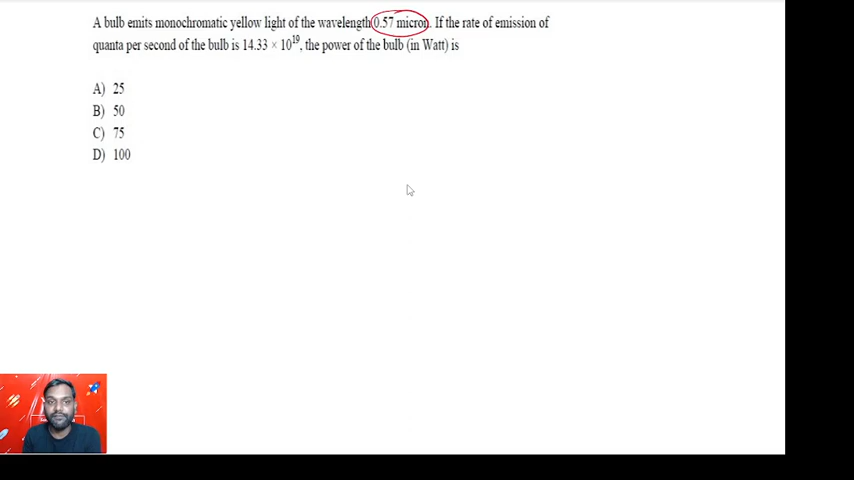 A bulb emits monochromatic yellow light of the wavelength 0.57 micron. If the rate of emission of
quanta per second of the bulb is 14.33 × 10¹⁹, the power of the bulb (in Watt) is
A) 25
B) 50
C) 75
D) 100